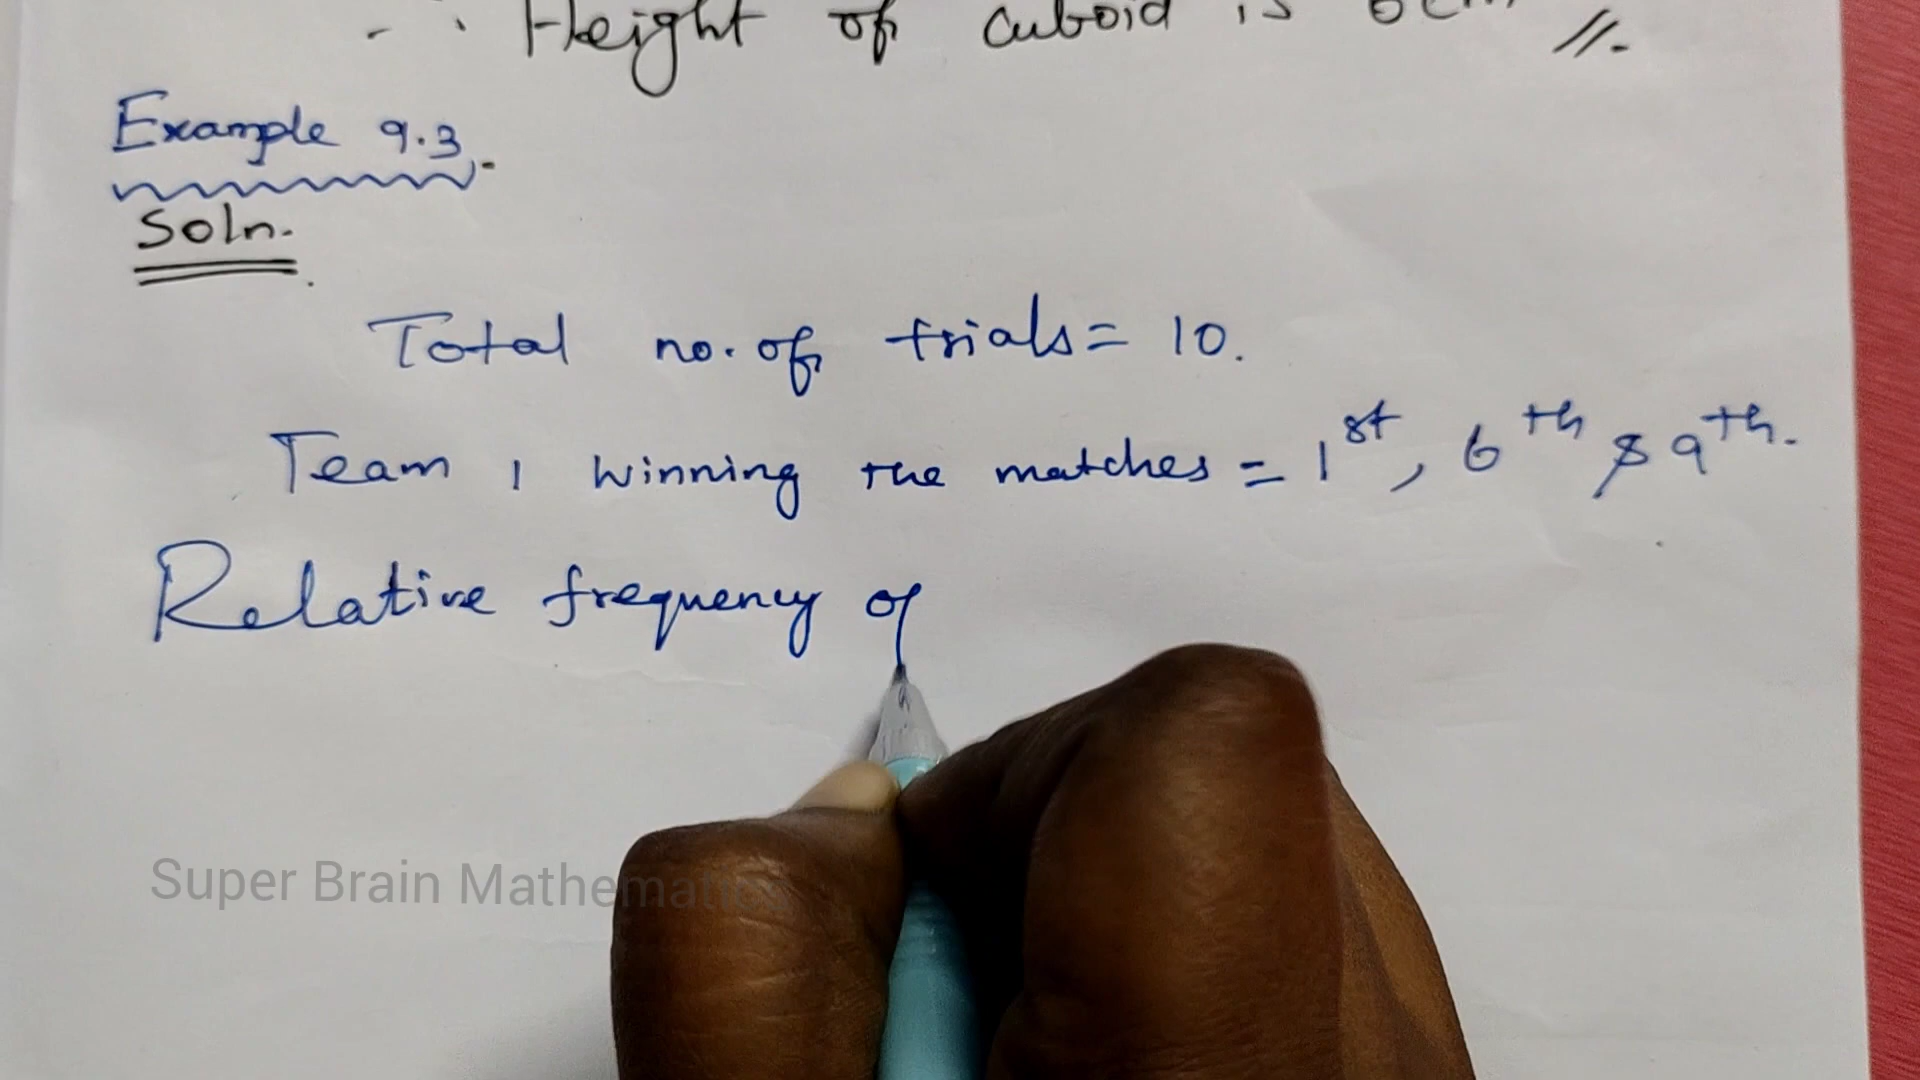 ∴ Height of cuboid is 6cm //.
Example 9.3.
Soln.
Total no. of trials = 10.
Team 1 winning the matches = 1st, 6th & 9th.
Relative frequency of
Super Brain Mathematics